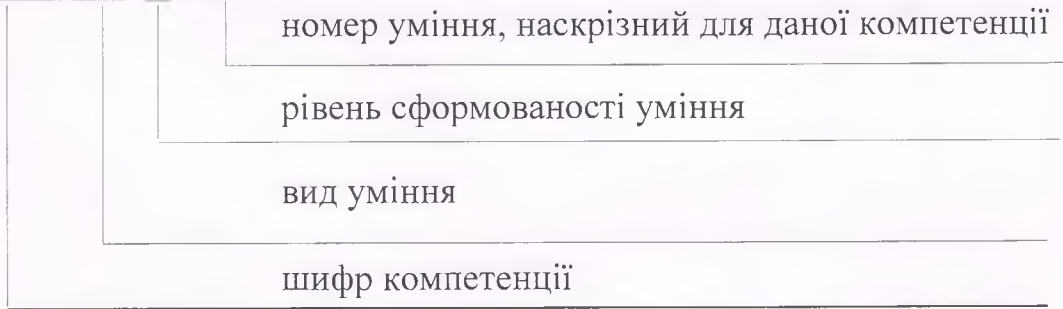 номер уміння, наскрізний для даної компетенції
рівень сформованості уміння
вид уміння
шифр компетенції